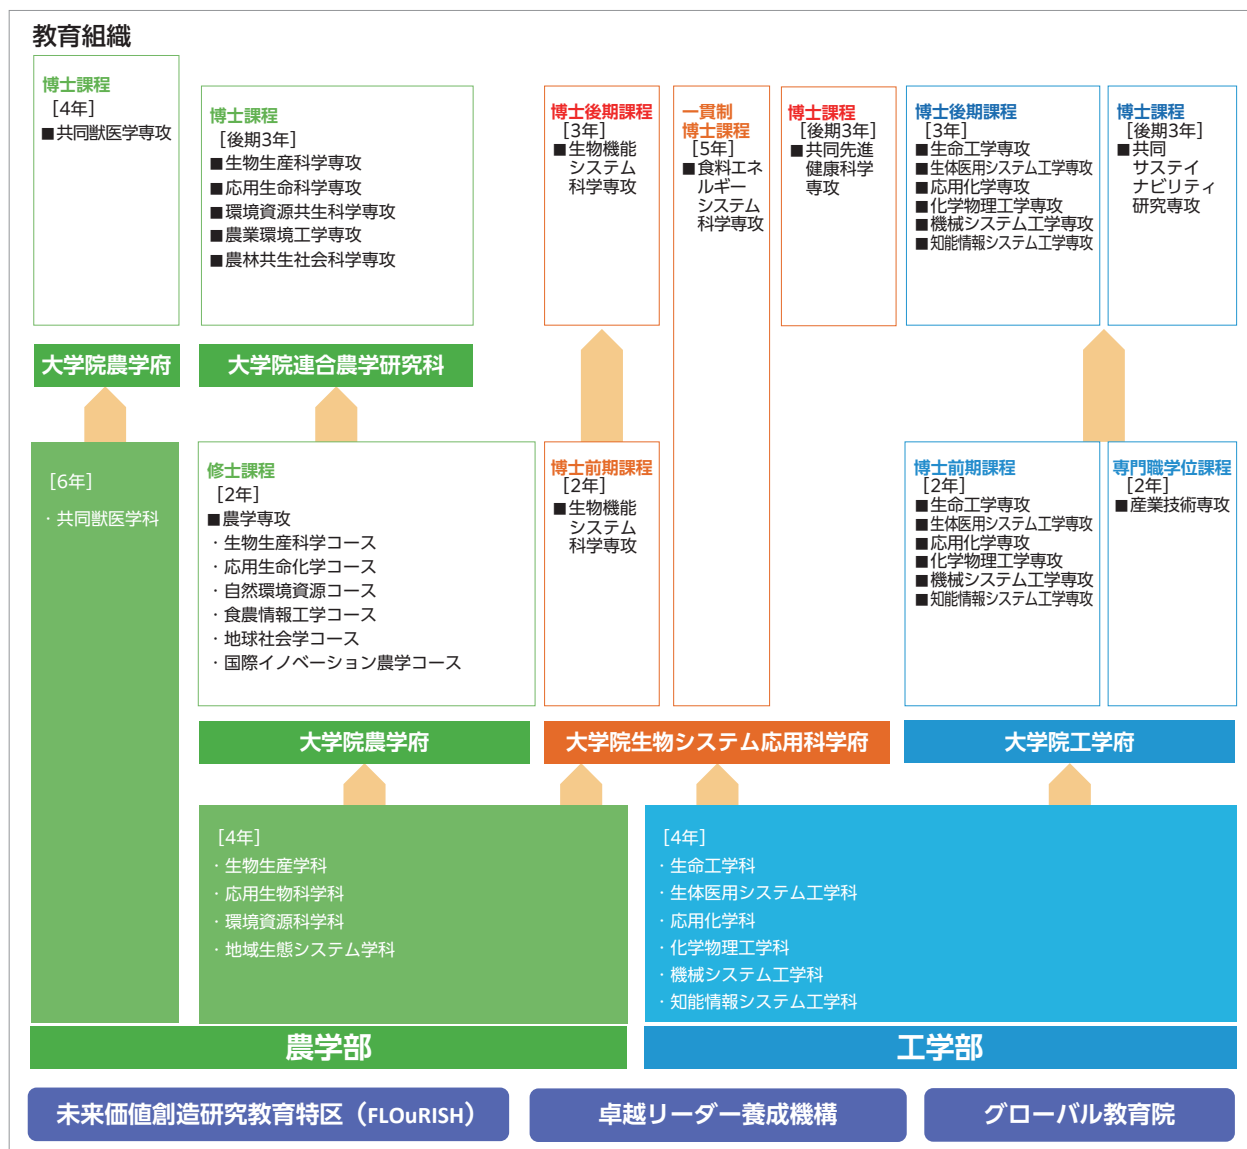 教育組織
博士課程
[4年]
■共同獣医学専攻
博士課程
[後期3年]
■生物生産科学専攻
■応用生命科学専攻
■環境資源共生科学専攻
■農業環境工学専攻
■農林共生社会科学専攻
博士後期課程
[3年]
■生物機能
システム
科学専攻
一貫制
博士課程
[5年]
■食料エネ
ルギー
システム
科学専攻
博士課程
[後期3年]
■共同先進
健康科学
専攻
博士後期課程
[3年]
■生命工学専攻
■生体医用システム工学専攻
■応用化学専攻
■化学物理工学専攻
■機械システム工学専攻
■知能情報システム工学専攻
博士課程
[後期3年]
■共同
サステイ
ナビリティ
研究専攻
大学院農学府
大学院連合農学研究科
[6年]
・共同獣医学科
修士課程
[2年]
■農学専攻
・生物生産科学コース
・応用生命化学コース
・自然環境資源コース
・食農情報工学コース
・地球社会学コース
・国際イノベーション農学コース
博士前期課程
[2年]
■生物機能
システム
科学専攻
博士前期課程
[2年]
■生命工学専攻
■生体医用システム工学専攻
■応用化学専攻
■化学物理工学専攻
■機械システム工学専攻
■知能情報システム工学専攻
専門職学位課程
[2年]
■産業技術専攻
大学院農学府
大学院生物システム応用科学府
大学院工学府
[4年]
・生物生産学科
・応用生物科学科
・環境資源科学科
・地域生態システム学科
[4年]
・生命工学科
・生体医用システム工学科
・応用化学科
・化学物理工学科
・機械システム工学科
・知能情報システム工学科
農学部
工学部
未来価値創造研究教育特区（FLOuRISH）
卓越リーダー養成機構
グローバル教育院